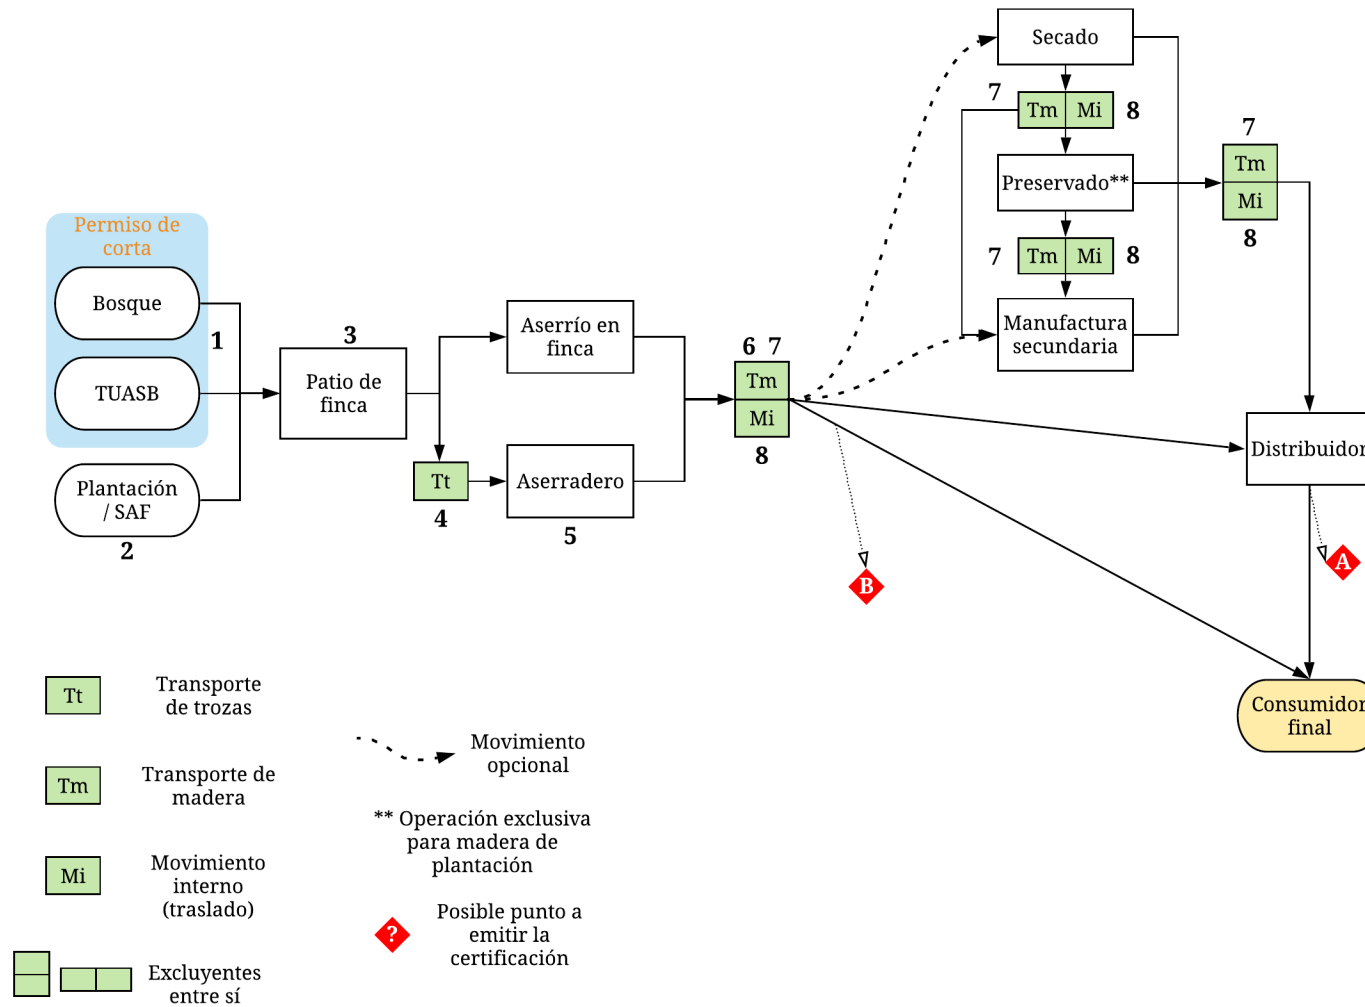 Secado
7
Tm
Mi
8
Preservado**
7
Tm
Mi
8
Manufactura
secundaria
7
Tm
Mi
8
Permiso de
corta
Bosque
1
TUASB
Plantación
/ SAF
2
3
Patio de
finca
Aserrío en
finca
Tt
4
Aserradero
5
6 7
Tm
Mi
8
Distribuidor
B
A
Consumidor
final
Tt
Transporte
de trozas
Tm
Transporte de
madera
Mi
Movimiento
interno
(traslado)
Excluyentes
entre sí
Movimiento
opcional
** Operación exclusiva
para madera de
plantación
?
Posible punto a
emitir la
certificación